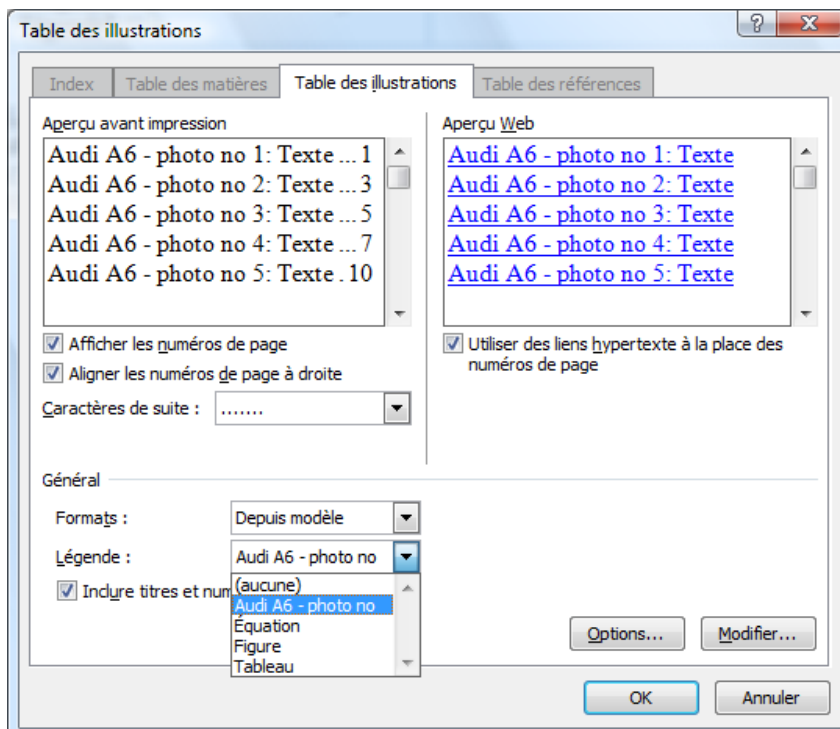 Table des illustrations
Index
Table des matières
Table des illustrations
Table des références
Aperçu avant impression
Audi A6 - photo no 1: Texte ... 1
Audi A6 - photo no 2: Texte ... 3
Audi A6 - photo no 3: Texte ... 5
Audi A6 - photo no 4: Texte ... 7
Audi A6 - photo no 5: Texte . 10
Afficher les numéros de page
Aligner les numéros de page à droite
Caractères de suite : .......
Aperçu Web
Audi A6 - photo no 1: Texte
Audi A6 - photo no 2: Texte
Audi A6 - photo no 3: Texte
Audi A6 - photo no 4: Texte
Audi A6 - photo no 5: Texte
Utiliser des liens hypertexte à la place des
numéros de page
Général
Formats : Depuis modèle
Légende : Audi A6 - photo no
Inclure titres et num
(aucune)
Audi A6 - photo no
Équation
Figure
Tableau
Options...
Modifier...
OK
Annuler